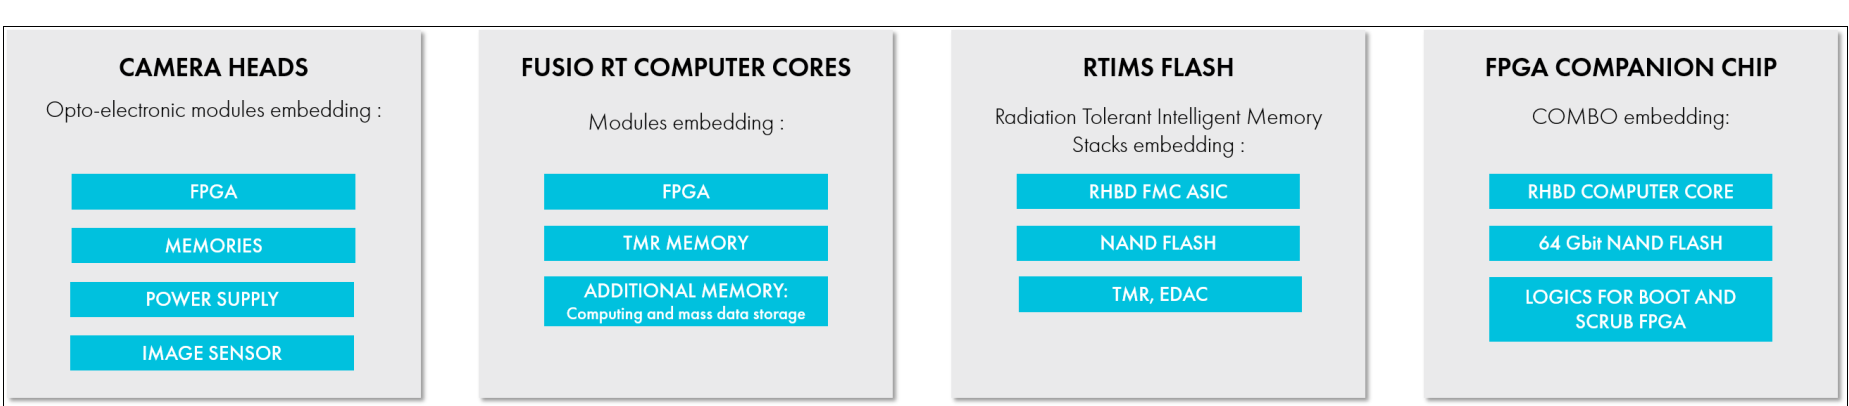 CAMERA HEADS
Opto-electronic modules embedding :
FPGA
MEMORIES
POWER SUPPLY
IMAGE SENSOR
FUSIO RT COMPUTER CORES
Modules embedding :
FPGA
TMR MEMORY
ADDITIONAL MEMORY:
Computing and mass data storage
RTIMS FLASH
Radiation Tolerant Intelligent Memory
Stacks embedding :
RHBD FMC ASIC
NAND FLASH
TMR, EDAC
FPGA COMPANION CHIP
COMBO embedding:
RHBD COMPUTER CORE
64 Gbit NAND FLASH
LOGICS FOR BOOT AND
SCRUB FPGA